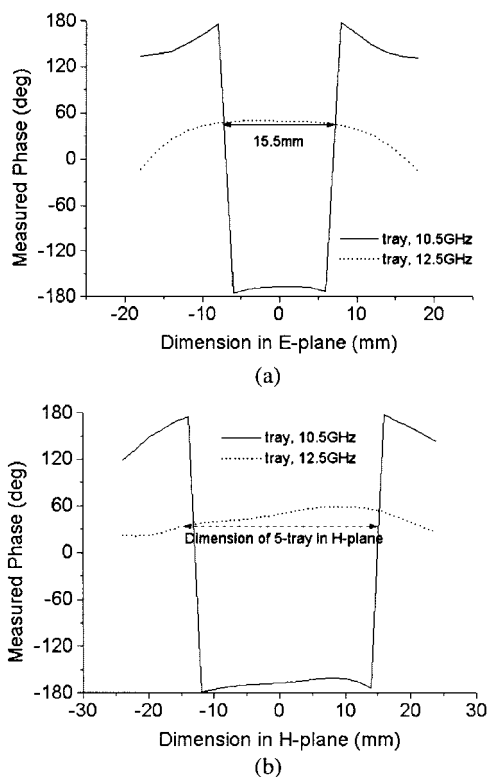 180
120
60
0
-60
-120
-180
Measured Phase (deg)
15.5mm
tray, 10.5GHz
tray, 12.5GHz
-20 -10 0 10 20
Dimension in E-plane (mm)
(a)
180
120
60
0
-60
-120
-180
Measured Phase (deg)
tray, 10.5GHz
tray, 12.5GHz
Dimension of 5-tray in H-plane
-30 -20 -10 0 10 20 30
Dimension in H-plane (mm)
(b)